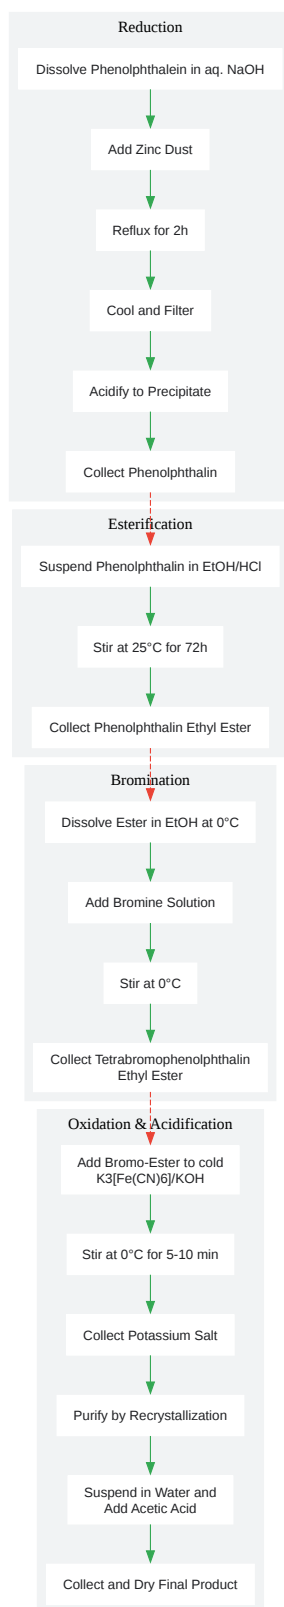 Reduction
Dissolve Phenolphthalein in aq. NaOH
Add Zinc Dust
Reflux for 2h
Cool and Filter
Acidify to Precipitate
Collect Phenolphthalin
Esterification
Suspend Phenolphthalin in EtOH/HCl
Stir at 25°C for 72h
Collect Phenolphthalin Ethyl Ester
Bromination
Dissolve Ester in EtOH at 0°C
Add Bromine Solution
Stir at 0°C
Collect Tetrabromophenolphthalin
Ethyl Ester
Oxidation & Acidification
Add Bromo-Ester to cold
K3[Fe(CN)6]/KOH
Stir at 0°C for 5-10 min
Collect Potassium Salt
Purify by Recrystallization
Suspend in Water and
Add Acetic Acid
Collect and Dry Final Product